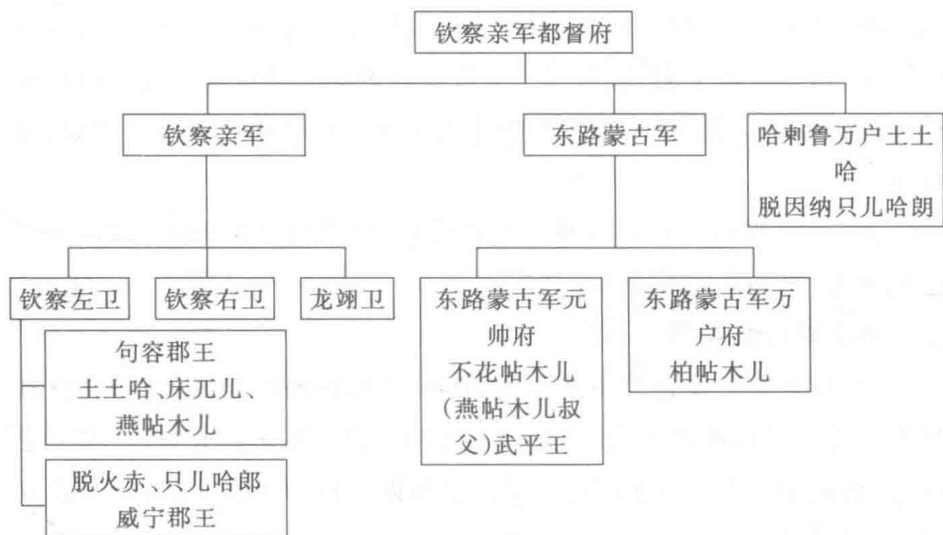 钦察亲军都督府
钦察亲军
东路蒙古军
哈剌鲁万户土土
哈
脱因纳只儿哈朗
钦察左卫
钦察右卫
龙翊卫
东路蒙古军元
帅府
不花帖木儿
(燕帖木儿叔
父)武平王
东路蒙古军万
户府
柏帖木儿
句容郡王
土土哈、床兀儿、
燕帖木儿
脱火赤、只儿哈郎
威宁郡王